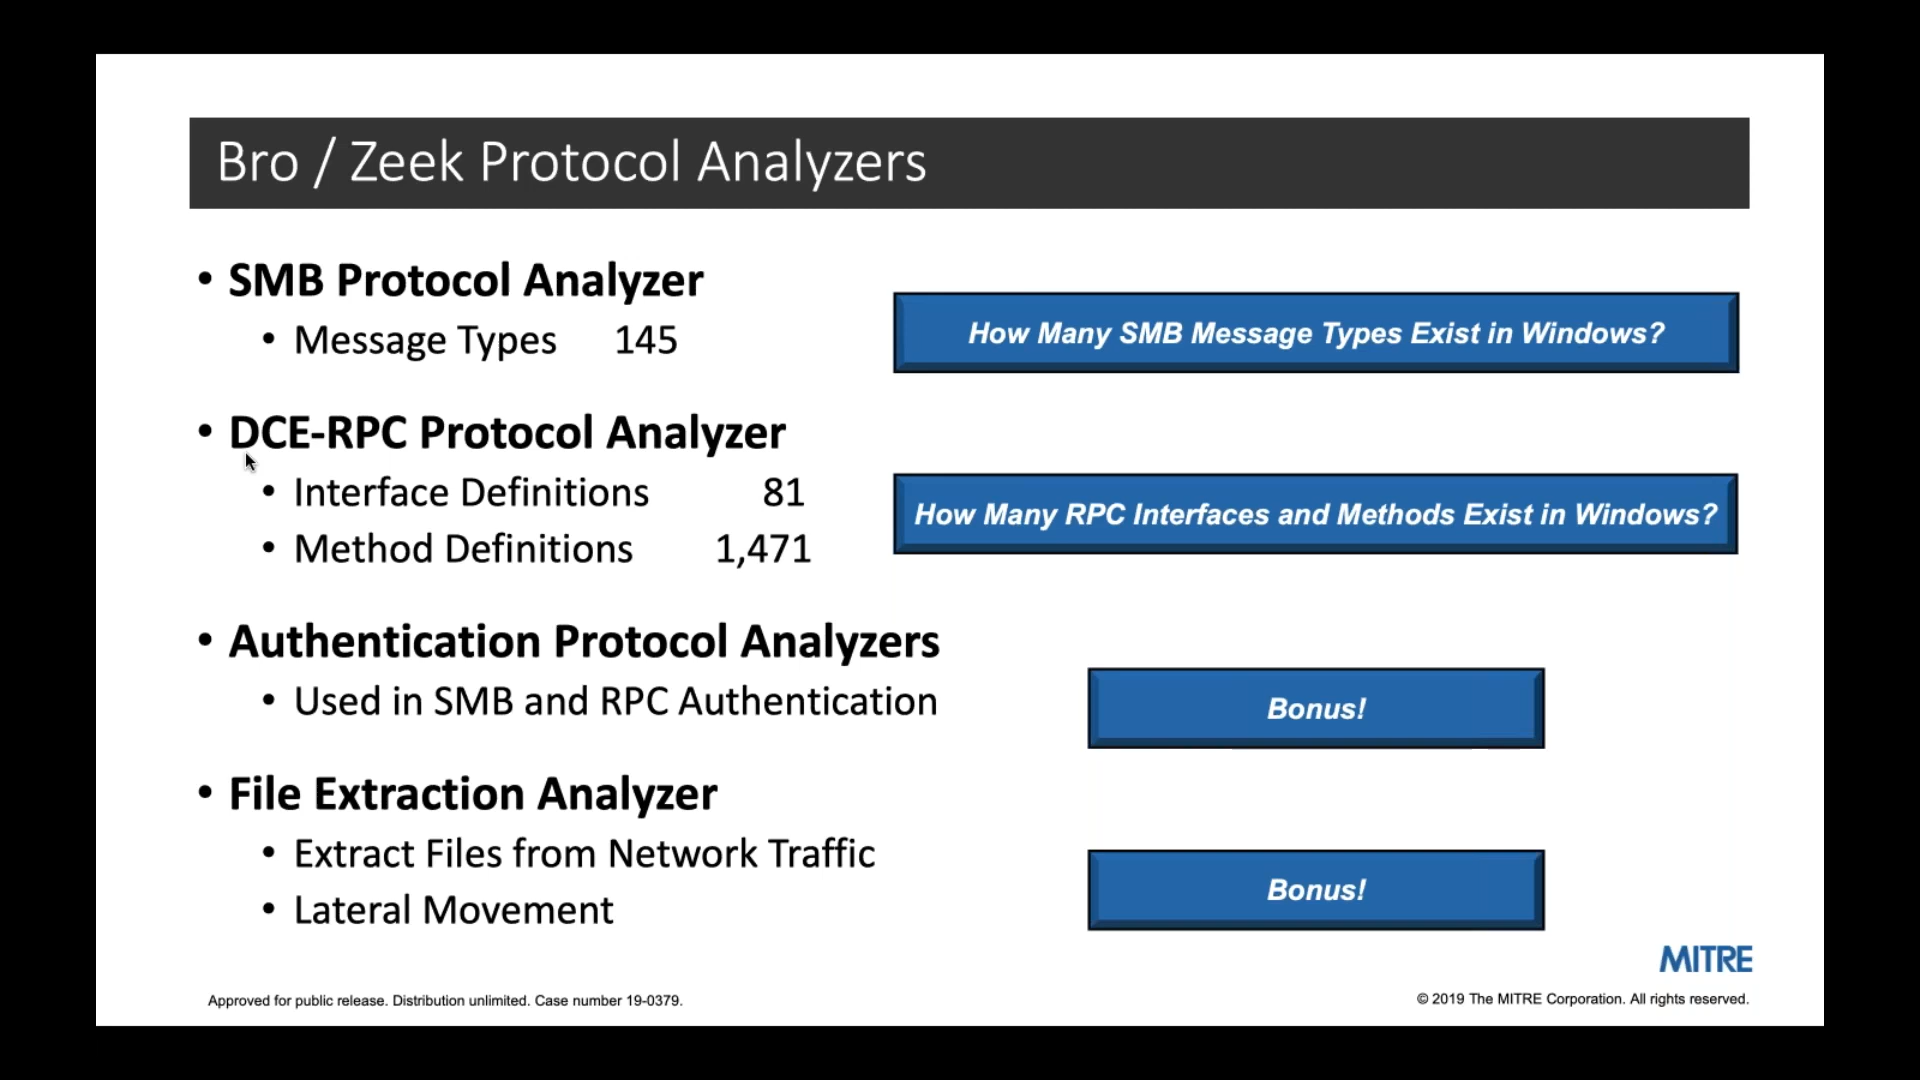 Bro / Zeek Protocol Analyzers
• SMB Protocol Analyzer
• Message Types 145
How Many SMB Message Types Exist in Windows?
• DCE-RPC Protocol Analyzer
• Interface Definitions 81
• Method Definitions 1,471
How Many RPC Interfaces and Methods Exist in Windows?
• Authentication Protocol Analyzers
• Used in SMB and RPC Authentication
Bonus!
• File Extraction Analyzer
• Extract Files from Network Traffic
• Lateral Movement
Bonus!
MITRE
Approved for public release. Distribution unlimited. Case number 19-0379.
© 2019 The MITRE Corporation. All rights reserved.